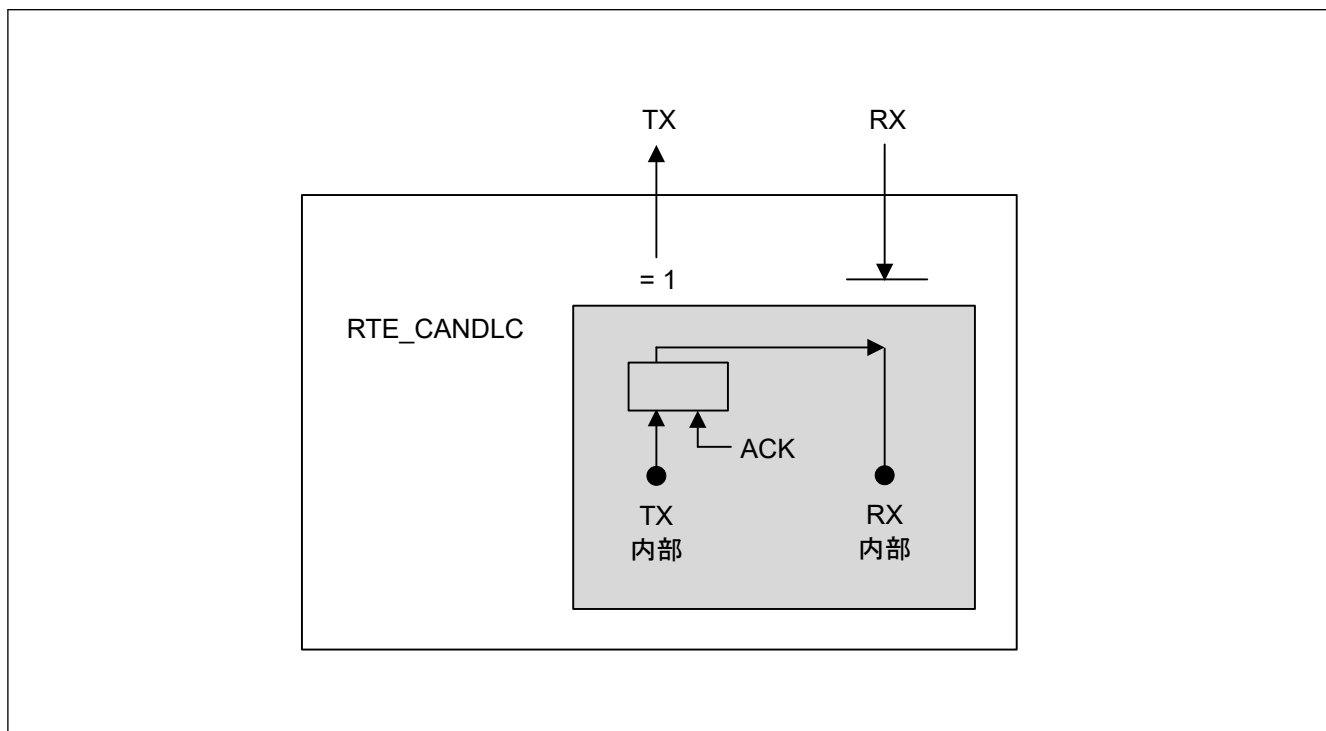 TX
RX
= 1
RTE_CANDLC
ACK
TX
内部
RX
内部